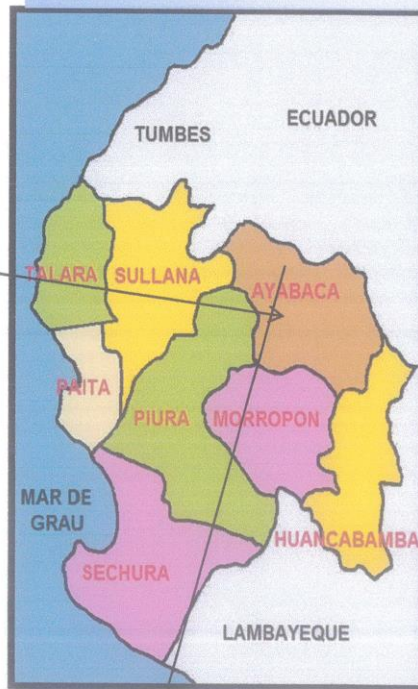 ECUADOR
TUMBES
TALARA
SULLANA
AYABACA
PAITA
PIURA
MORROPON
MAR DE
GRAU
HUANCABAMBA
SECHURA
LAMBAYEQUE